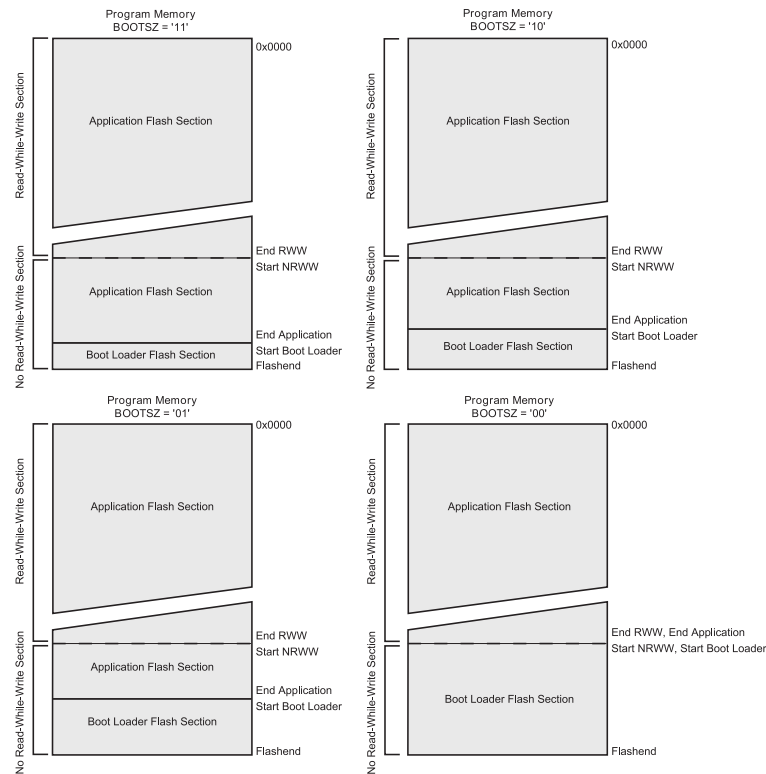 Program Memory
BOOTSZ = '11'
0x0000
Read-While-Write Section
Application Flash Section
End RWW
Start NRWW
No Read-While-Write Section
Application Flash Section
End Application
Start Boot Loader
Boot Loader Flash Section
Flashend
Program Memory
BOOTSZ = '10'
0x0000
Read-While-Write Section
Application Flash Section
End RWW
Start NRWW
No Read-While-Write Section
Application Flash Section
End Application
Start Boot Loader
Boot Loader Flash Section
Flashend
Program Memory
BOOTSZ = '01'
0x0000
Read-While-Write Section
Application Flash Section
End RWW
Start NRWW
No Read-While-Write Section
Application Flash Section
End Application
Start Boot Loader
Boot Loader Flash Section
Flashend
Program Memory
BOOTSZ = '00'
0x0000
Read-While-Write Section
Application Flash Section
End RWW, End Application
Start NRWW, Start Boot Loader
No Read-While-Write Section
Boot Loader Flash Section
Flashend